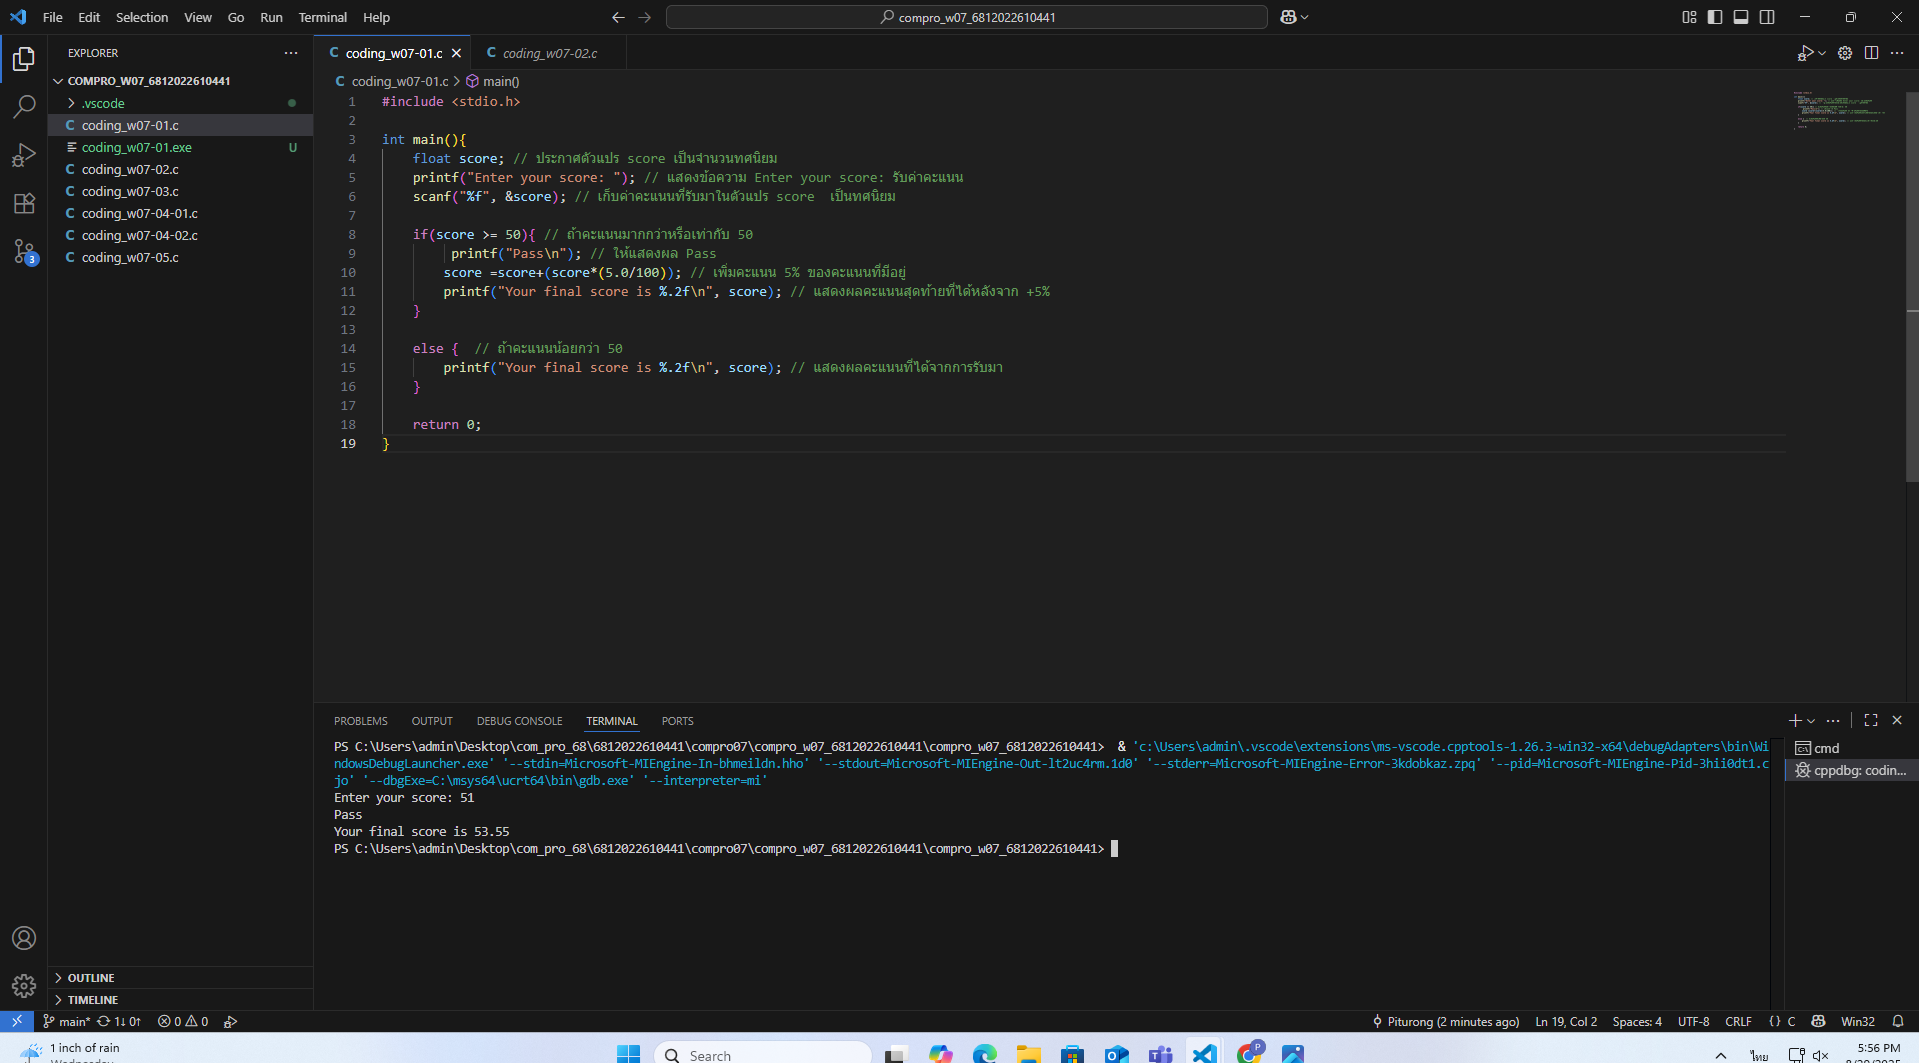 File Edit Selection View Go Run Terminal Help
compro_w07_6812022610441
EXPLORER
COMPRO_W07_6812022610441
.vscode
C coding_w07-01.c
coding_w07-01.exe U
C coding_w07-02.c
C coding_w07-03.c
C coding_w07-04-01.c
C coding_w07-04-02.c
C coding_w07-05.c
3
OUTLINE
TIMELINE
C coding_w07-01.c C coding_w07-02.c
C coding_w07-01.c > main()
1 #include <stdio.h>
2
3 int main(){
4 float score; // ประกาศตัวแปร score เป็นจำนวนทศนิยม
5 printf("Enter your score: "); // แสดงข้อความ Enter your score: รับค่าคะแนน
6 scanf("%f", &score); // เก็บค่าคะแนนที่รับมาในตัวแปร score  เป็นทศนิยม
7
8 if(score >= 50){ // ถ้าคะแนนมากกว่าหรือเท่ากับ 50
9 printf("Pass\n"); // ให้แสดงผล Pass
10 score =score+(score*(5.0/100)); // เพิ่มคะแนน 5% ของคะแนนที่มีอยู่
11 printf("Your final score is %.2f\n", score); // แสดงผลคะแนนสุดท้ายที่ได้หลังจาก +5%
12 }
13
14 else {  // ถ้าคะแนนน้อยกว่า 50
15 printf("Your final score is %.2f\n", score); // แสดงผลคะแนนที่ได้จากการรับมา
16 }
17
18 return 0;
19 }
PROBLEMS OUTPUT DEBUG CONSOLE TERMINAL PORTS
PS C:\Users\admin\Desktop\com_pro_68\6812022610441\compro07\compro_w07_6812022610441\compro_w07_6812022610441>  & 'c:\Users\admin\.vscode\extensions\ms-vscode.cpptools-1.26.3-win32-x64\debugAdapters\bin\Wi
ndowsDebugLauncher.exe' '--stdin=Microsoft-MIEngine-In-bhmeildn.hho' '--stdout=Microsoft-MIEngine-Out-lt2uc4rm.1d0' '--stderr=Microsoft-MIEngine-Error-3kdobkaz.zpq' '--pid=Microsoft-MIEngine-Pid-3hii0dt1.c
jo' '--dbgExe=C:\msys64\ucrt64\bin\gdb.exe' '--interpreter=mi'
Enter your score: 51
Pass
Your final score is 53.55
PS C:\Users\admin\Desktop\com_pro_68\6812022610441\compro07\compro_w07_6812022610441\compro_w07_6812022610441>
cmd
cppdbg: codin...
main* 1↓ 0↑ 0 0
Piturong (2 minutes ago) Ln 19, Col 2 Spaces: 4 UTF-8 CRLF {} C Win32
1 inch of rain
Search
ไทย
5:56 PM